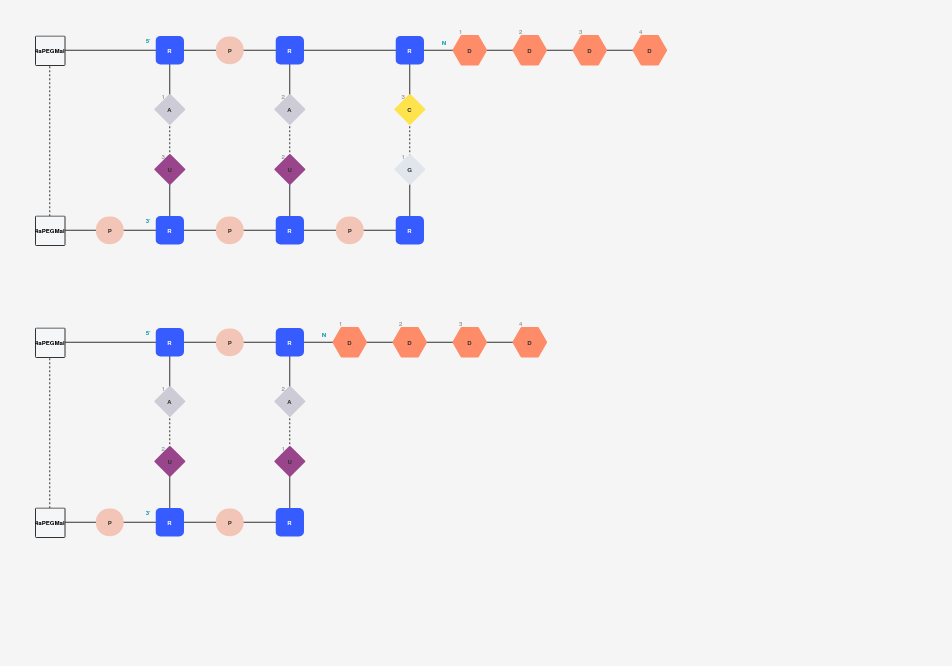 1 2 3 4
5' N
4aPEGMal R P R R D D D D
1 2 3
A A C
3 2 1
U U G
3'
4aPEGMal P R P R P R
1 2 3 4
5' N
4aPEGMal R P R D D D D
1 2
A A
2 1
U U
3'
4aPEGMal P R P R